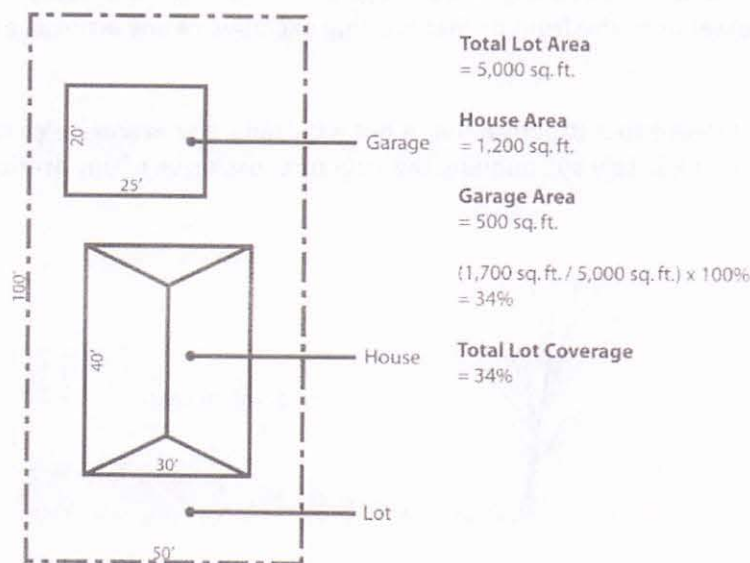 Total Lot Area
= 5,000 sq. ft.
20'
Garage
House Area
= 1,200 sq. ft.
25'
Garage Area
= 500 sq. ft.
100'
(1,700 sq. ft. / 5,000 sq. ft.) x 100%
= 34%
40'
House
Total Lot Coverage
= 34%
30'
Lot
50'